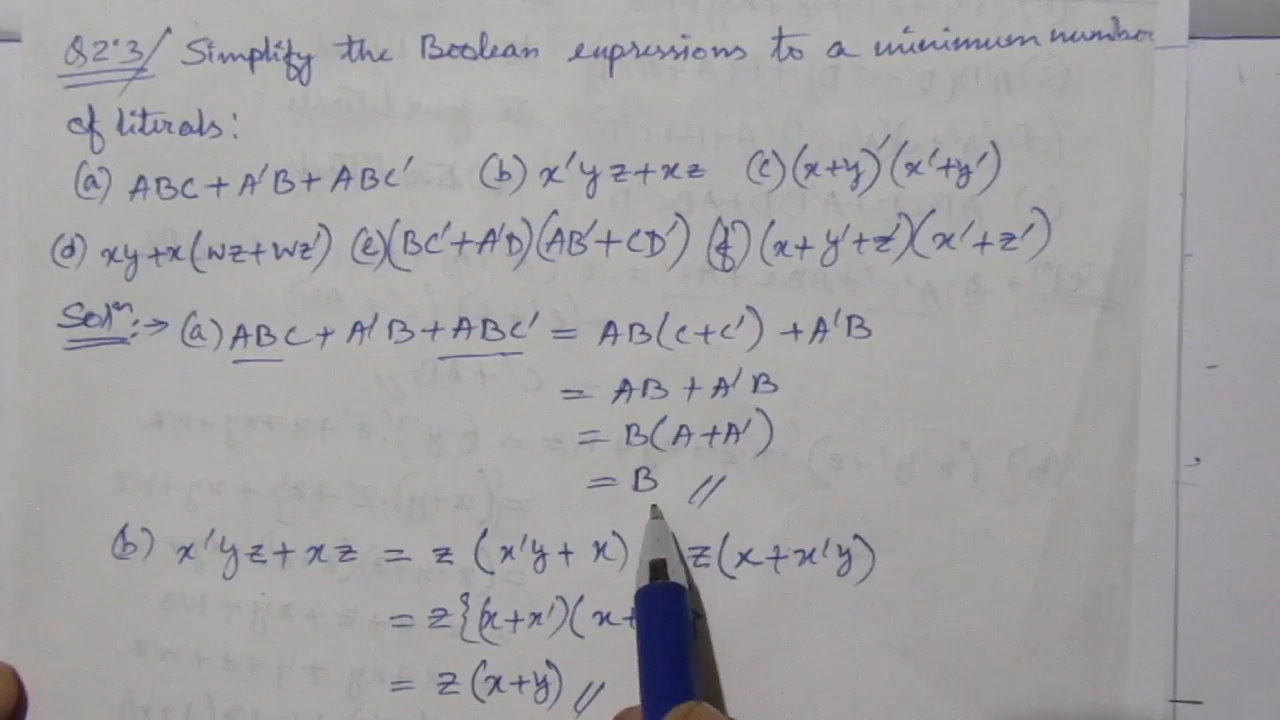 Q2.3/ Simplify the Boolean expressions to a minimum number
of literals:
(a) ABC + A'B + ABC' (b) x'yz + xz (c) (x+y)'(x'+y')
(d) xy + x(wz + wz') (e) (BC' + A'D)(AB' + CD') (f) (x + y' + z')(x' + z')
Solⁿ:→ (a) ABC + A'B + ABC' = AB(C + C') + A'B
= AB + A'B
= B(A + A')
= B //
(b) x'yz + xz = z(x'y + x) z(x + x'y)
= z{(x + x')(x+
= z(x + y) //